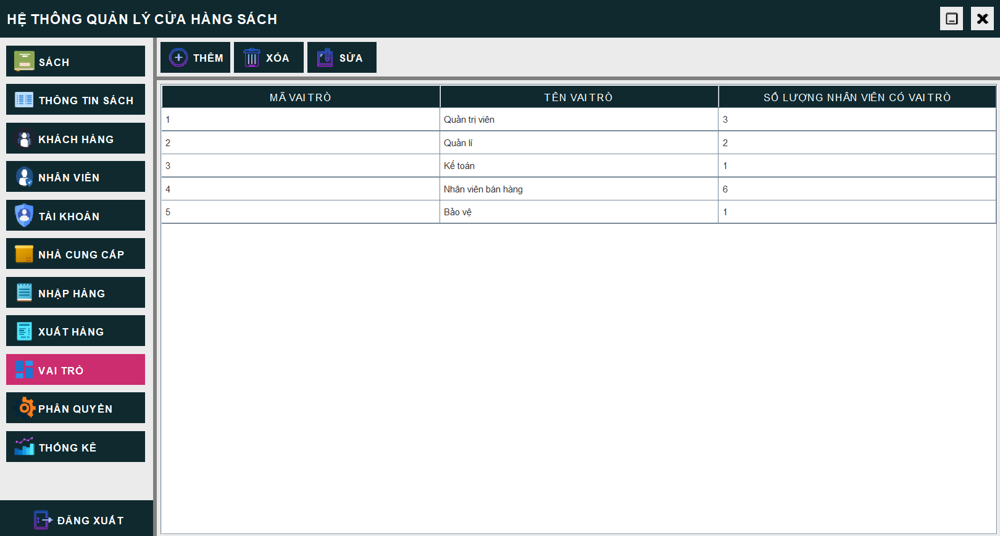 HỆ THỐNG QUẢN LÝ CỬA HÀNG SÁCH
SÁCH
THÔNG TIN SÁCH
KHÁCH HÀNG
NHÂN VIÊN
TÀI KHOẢN
NHÀ CUNG CẤP
NHẬP HÀNG
XUẤT HÀNG
VAI TRÒ
PHÂN QUYỀN
THỐNG KÊ
ĐĂNG XUẤT
THÊM XÓA SỬA
MÃ VAI TRÒ TÊN VAI TRÒ SỐ LƯỢNG NHÂN VIÊN CÓ VAI TRÒ
1 Quản trị viên 3
2 Quản lí 2
3 Kế toán 1
4 Nhân viên bán hàng 6
5 Bảo vệ 1